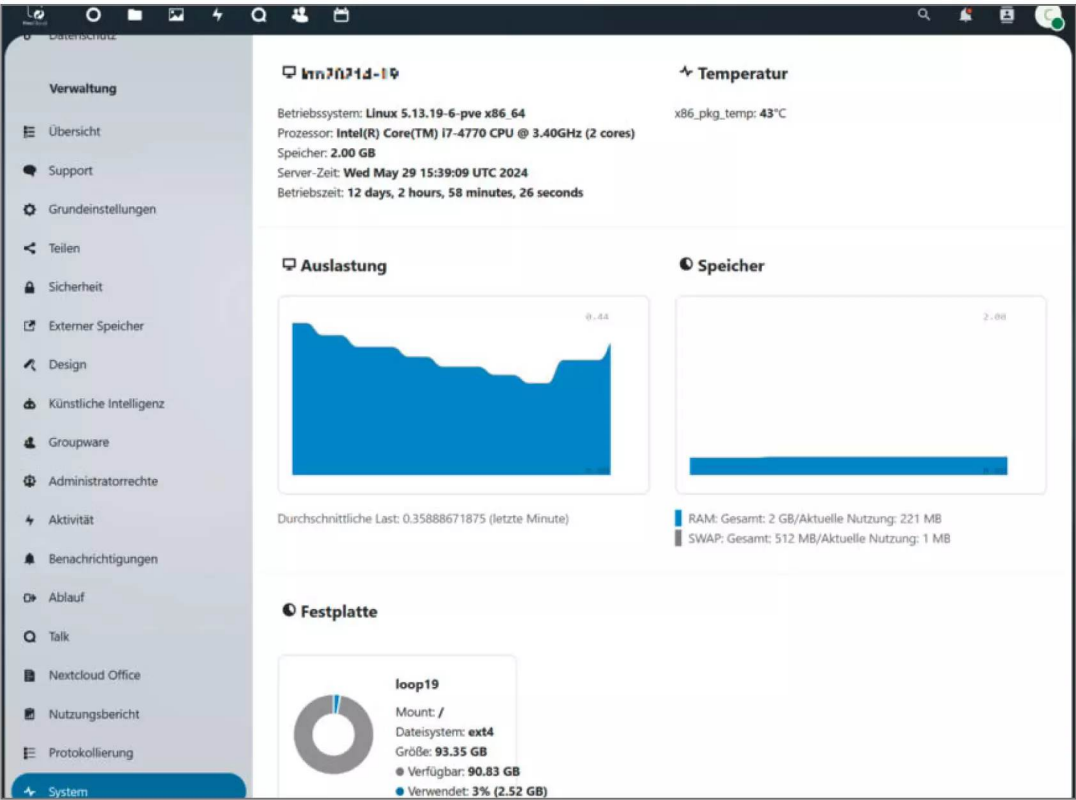 Datenschutz
Verwaltung
Übersicht
Support
Grundeinstellungen
Teilen
Sicherheit
Externer Speicher
Design
Künstliche Intelligenz
Groupware
Administratorrechte
Aktivität
Benachrichtigungen
Ablauf
Talk
Nextcloud Office
Nutzungsbericht
Protokollierung
System
C
Betriebssystem: Linux 5.13.19-6-pve x86_64
Prozessor: Intel(R) Core(TM) i7-4770 CPU @ 3.40GHz (2 cores)
Speicher: 2.00 GB
Server-Zeit: Wed May 29 15:39:09 UTC 2024
Betriebszeit: 12 days, 2 hours, 58 minutes, 26 seconds
Temperatur
x86_pkg_temp: 43°C
Auslastung
0.44
Durchschnittliche Last: 0.35888671875 (letzte Minute)
Speicher
2.00
RAM: Gesamt: 2 GB/Aktuelle Nutzung: 221 MB
SWAP: Gesamt: 512 MB/Aktuelle Nutzung: 1 MB
Festplatte
loop19
Mount: /
Dateisystem: ext4
Größe: 93.35 GB
Verfügbar: 90.83 GB
Verwendet: 3% (2.52 GB)